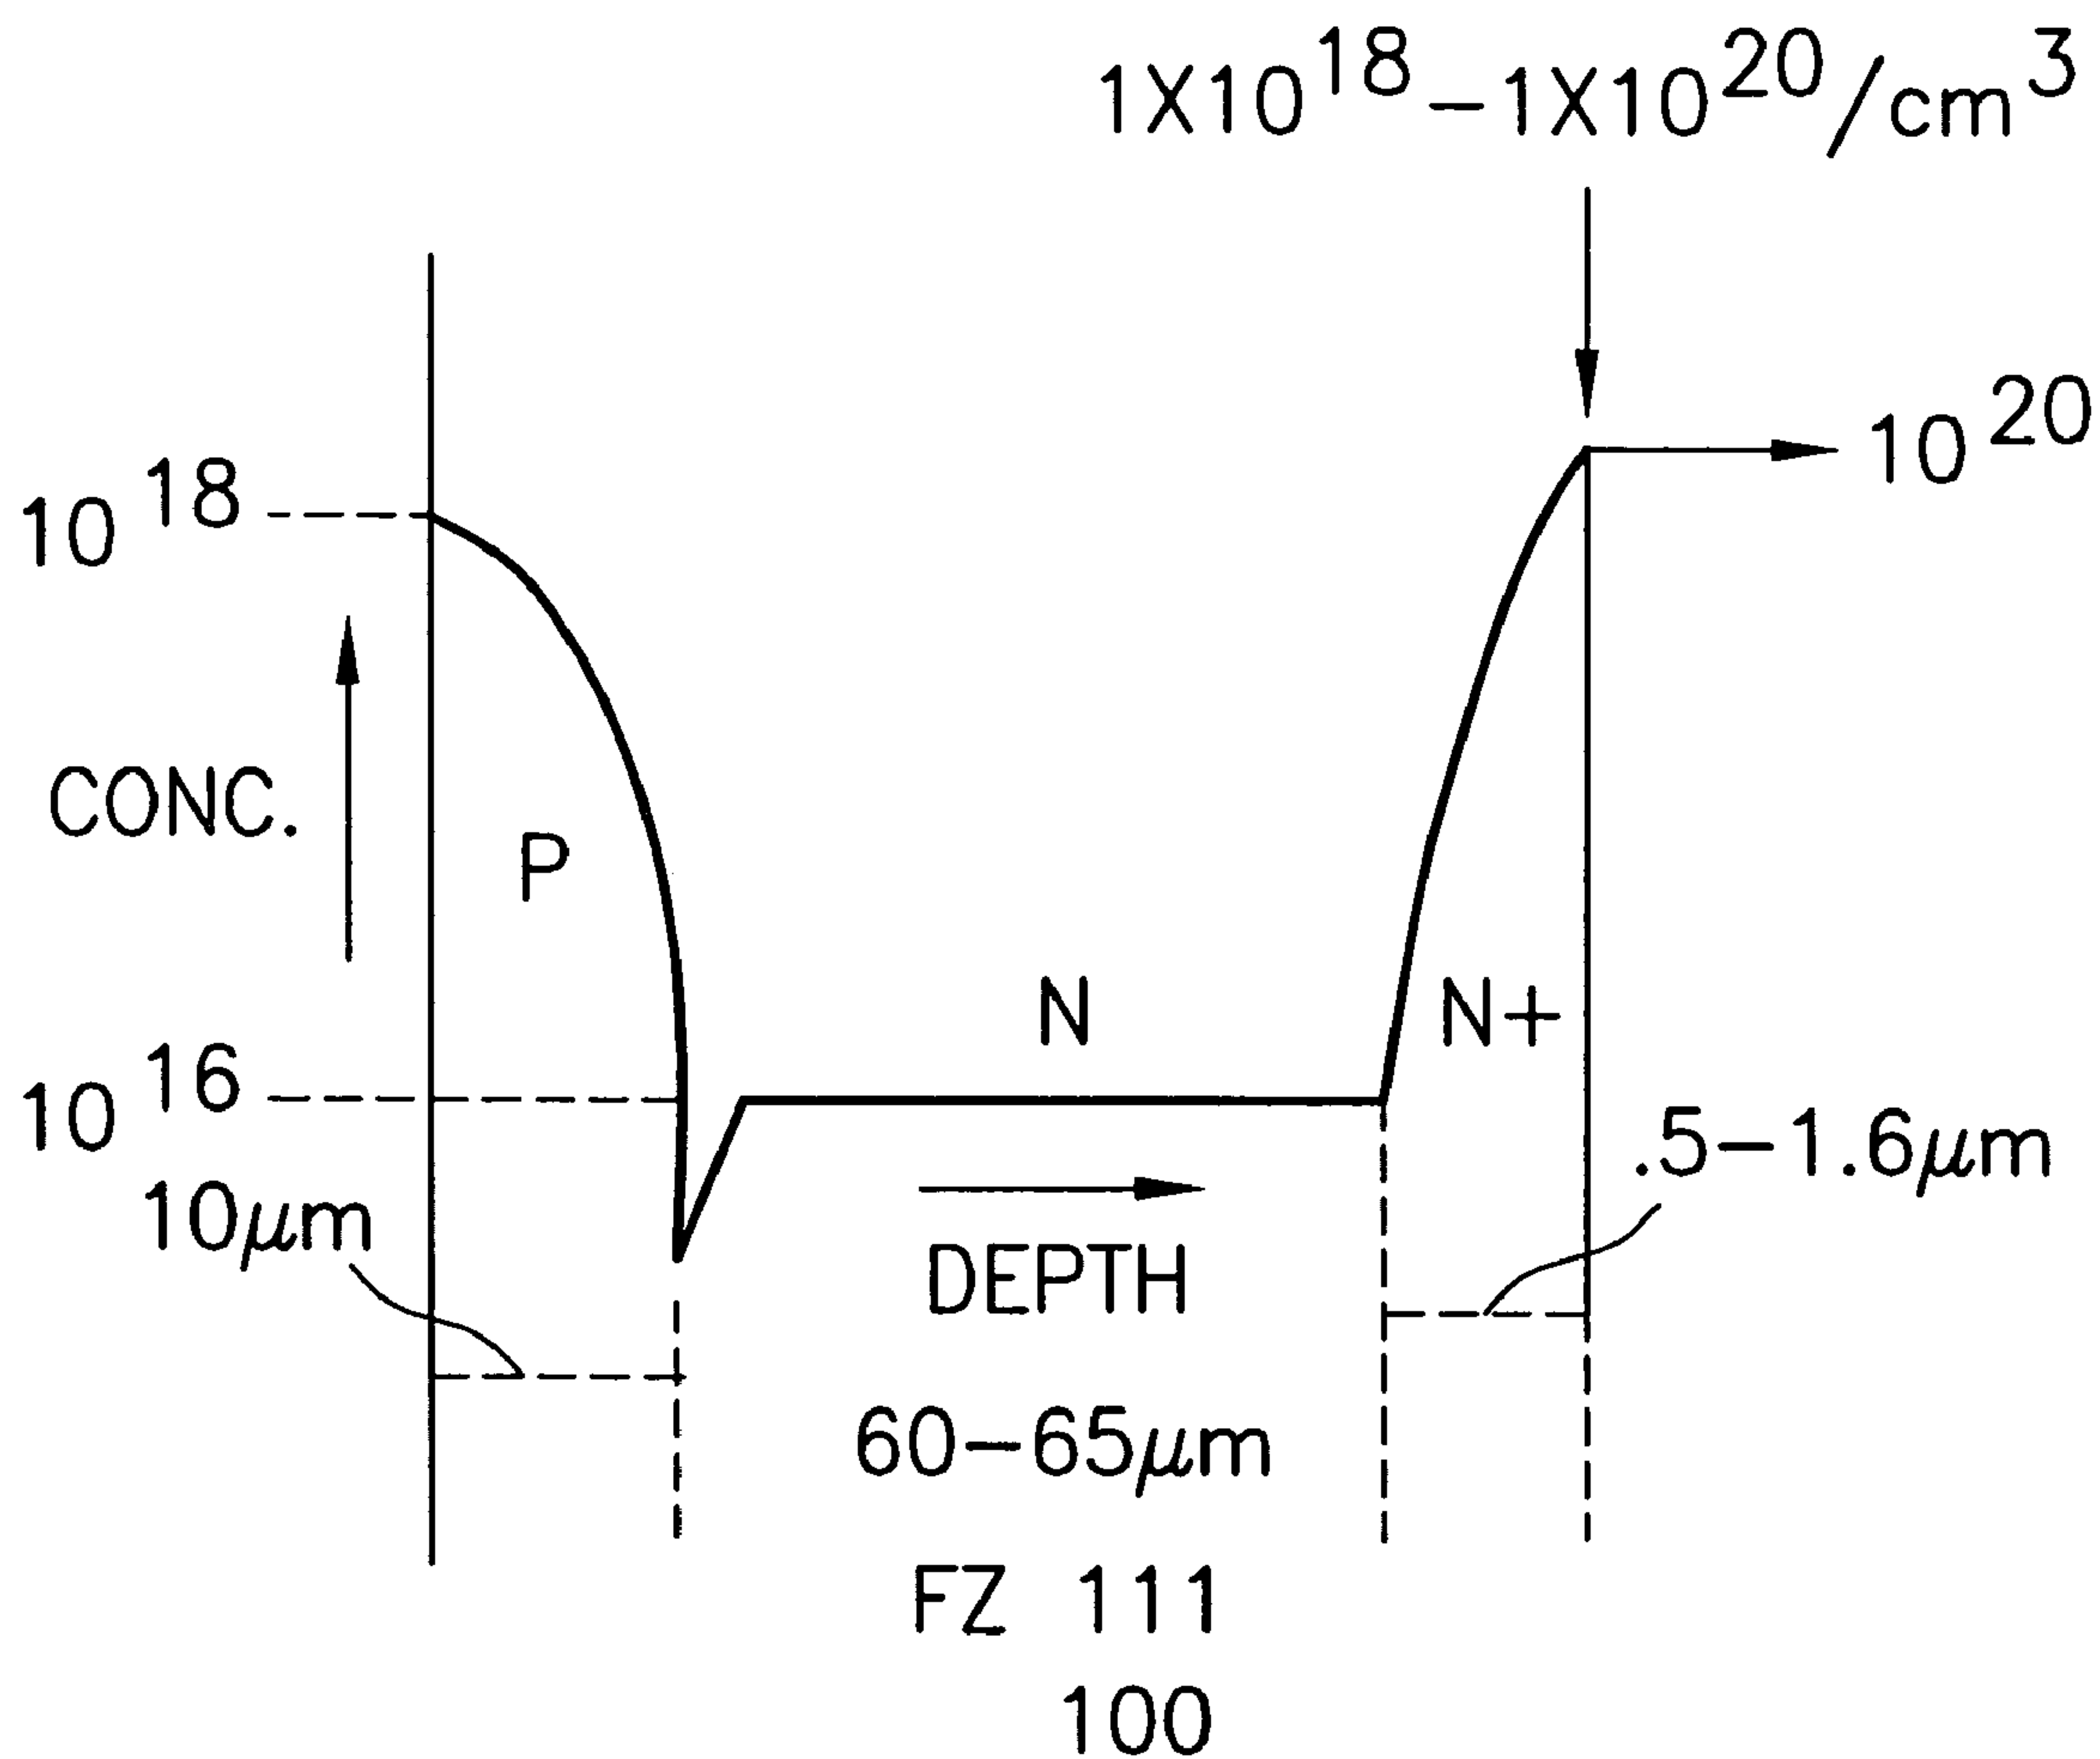 1X10^18-1X10^20/cm^3
10^20
10^18
CONC.
P
N
N+
10^16
.5-1.6μm
10μm
DEPTH
60-65μm
FZ 111
100